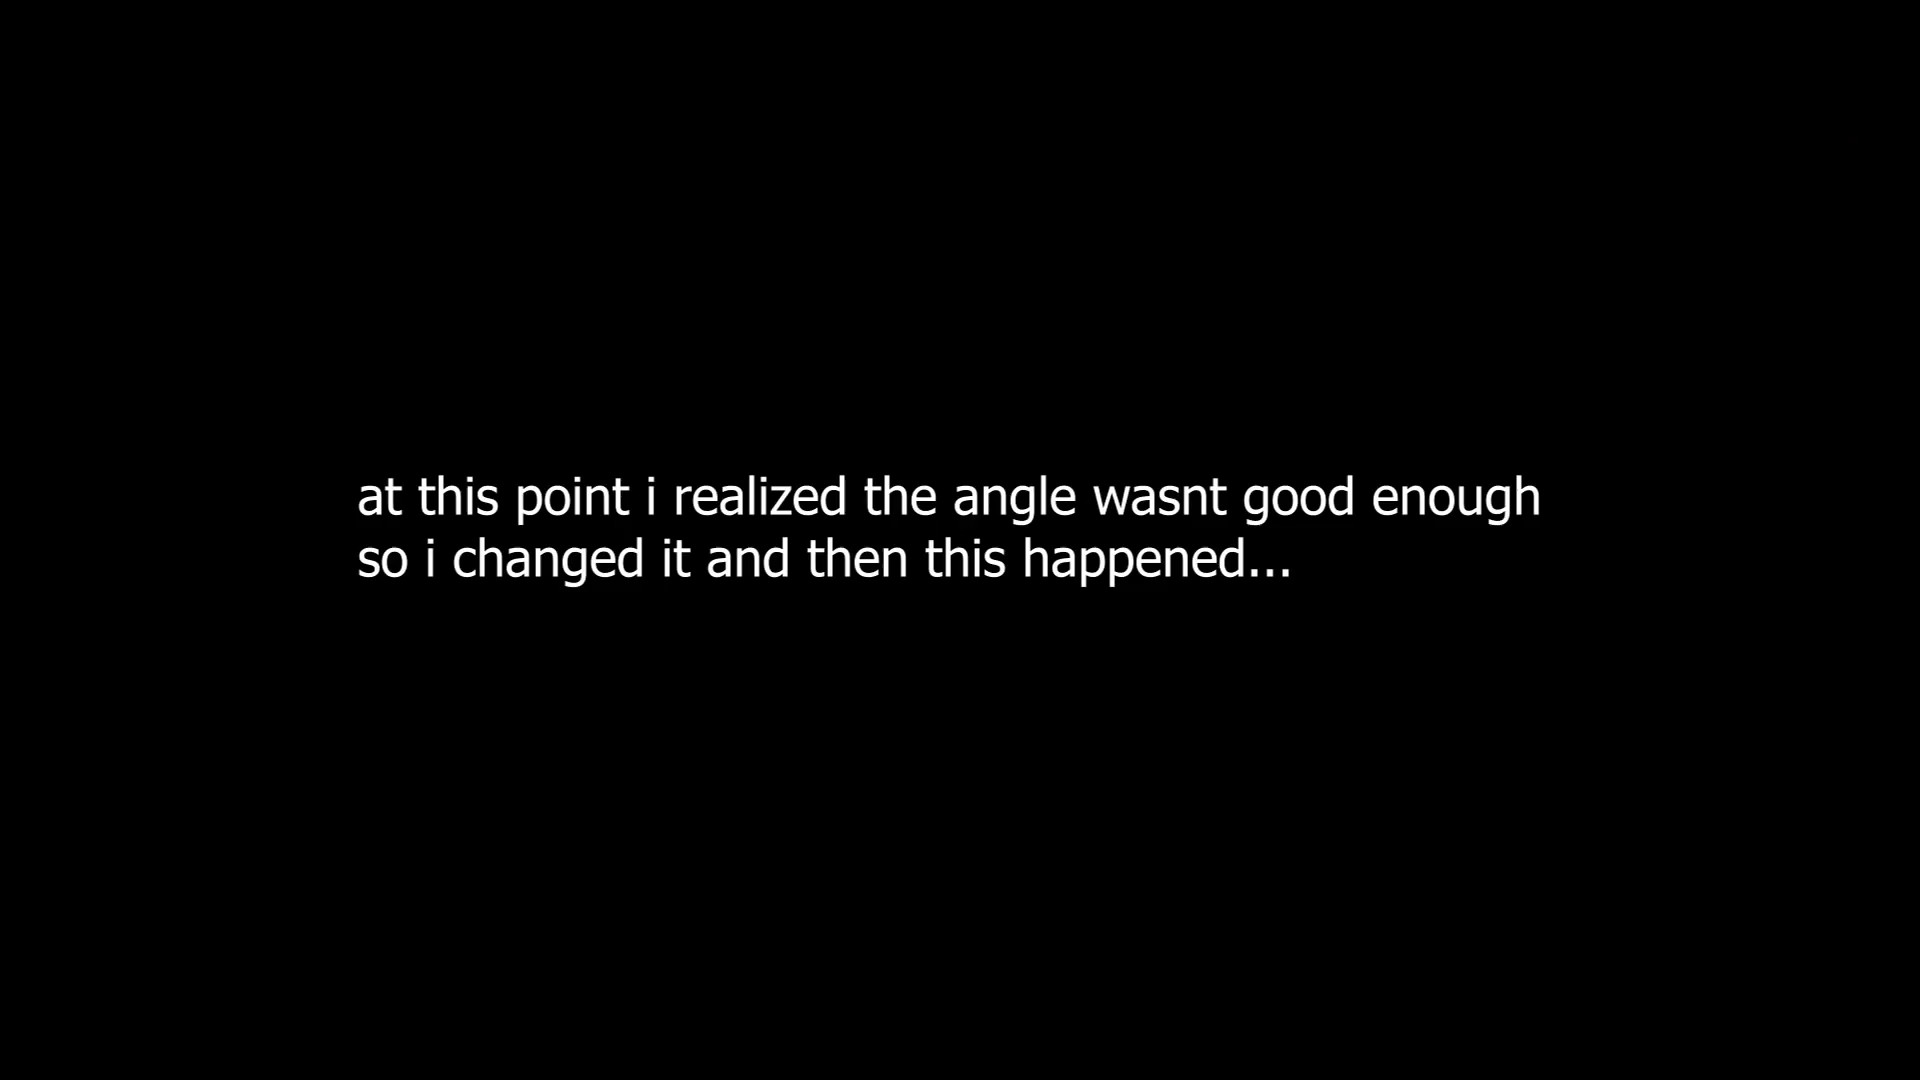 at this point i realized the angle wasnt good enough
so i changed it and then this happened...